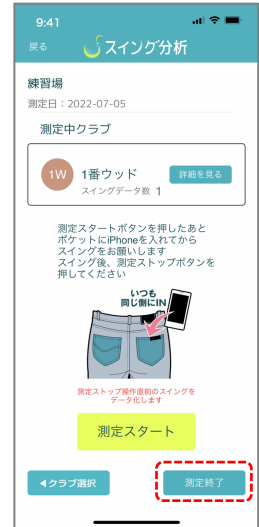 9:41
戻る
スイング分析
練習場
測定日：2022-07-05
測定中クラブ
1W
1番ウッド
詳細を見る
スイングデータ数 1
測定スタートボタンを押したあと
ポケットにiPhoneを入れてから
スイングをお願いします
スイング後、測定ストップボタンを
押してください
いつも
同じ側にIN
測定ストップ操作直前のスイングを
データ化します
測定スタート
◀クラブ選択
測定終了